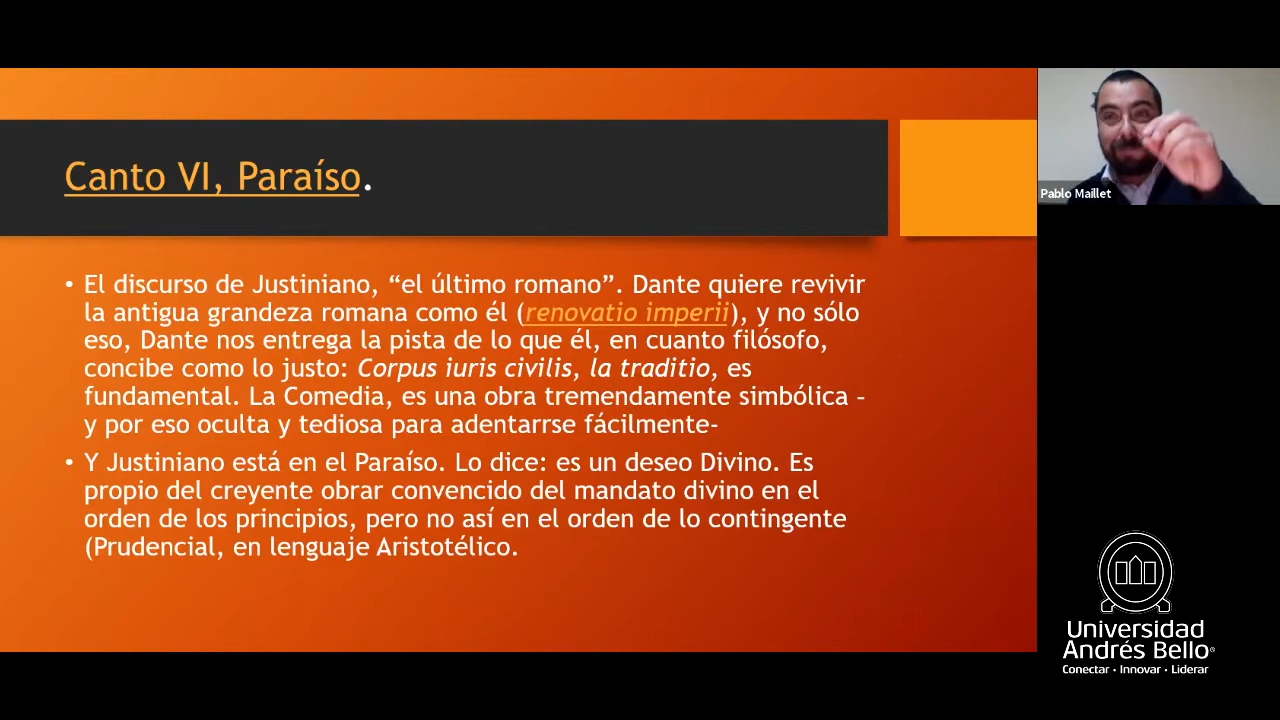 Canto VI, Paraíso.
• El discurso de Justiniano, “el último romano”. Dante quiere revivir
la antigua grandeza romana como él (renovatio imperii), y no sólo
eso, Dante nos entrega la pista de lo que él, en cuanto filósofo,
concibe como lo justo: Corpus iuris civilis, la traditio, es
fundamental. La Comedia, es una obra tremendamente simbólica –
y por eso oculta y tediosa para adentarrse fácilmente-
• Y Justiniano está en el Paraíso. Lo dice: es un deseo Divino. Es
propio del creyente obrar convencido del mandato divino en el
orden de los principios, pero no así en el orden de lo contingente
(Prudencial, en lenguaje Aristotélico.
Pablo Maillet
Universidad
Andrés Bello®
Conectar • Innovar • Liderar